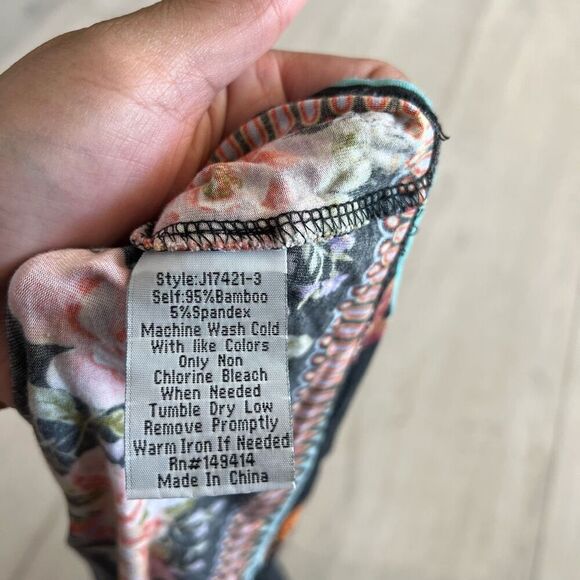 Style:J17421-3
Self:95%Bamboo
5%Spandex
Machine Wash Cold
With like Colors
Only Non
Chlorine Bleach
When Needed
Tumble Dry Low
Remove Promptly
Warm Iron If Needed
Rn#149414
Made In China